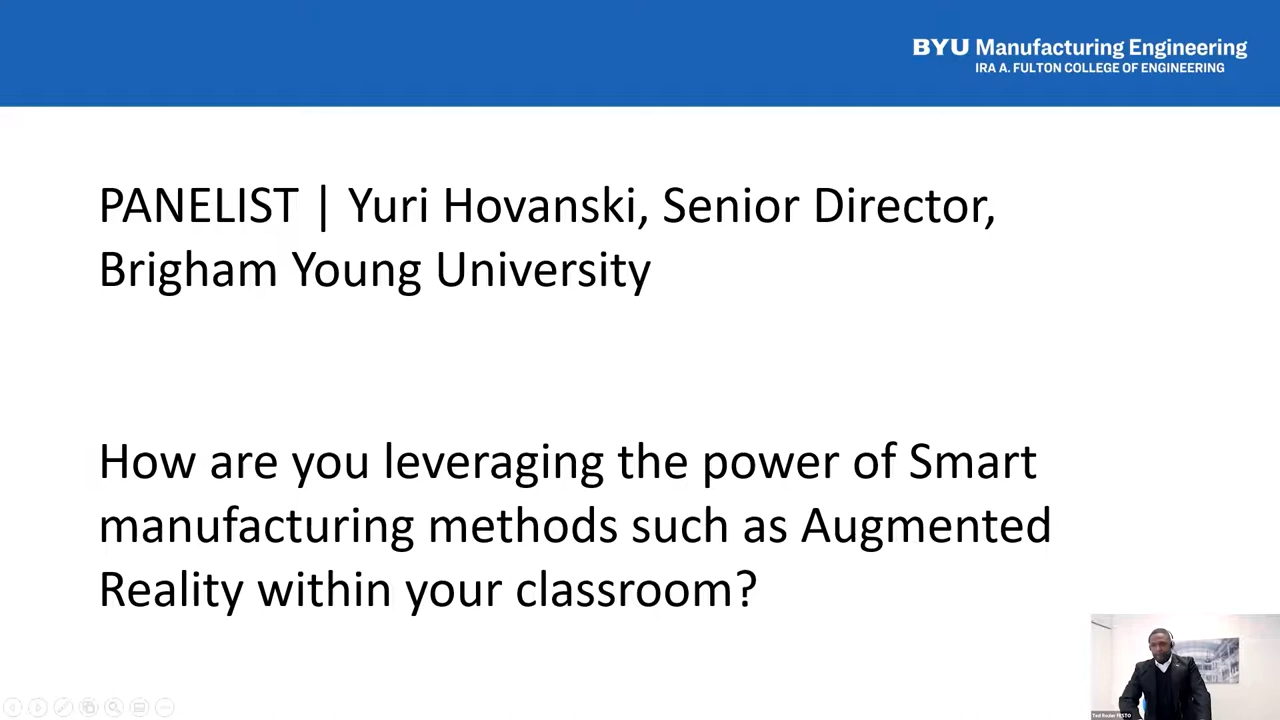 BYU Manufacturing Engineering
IRA A. FULTON COLLEGE OF ENGINEERING
PANELIST | Yuri Hovanski, Senior Director,
Brigham Young University
How are you leveraging the power of Smart
manufacturing methods such as Augmented
Reality within your classroom?